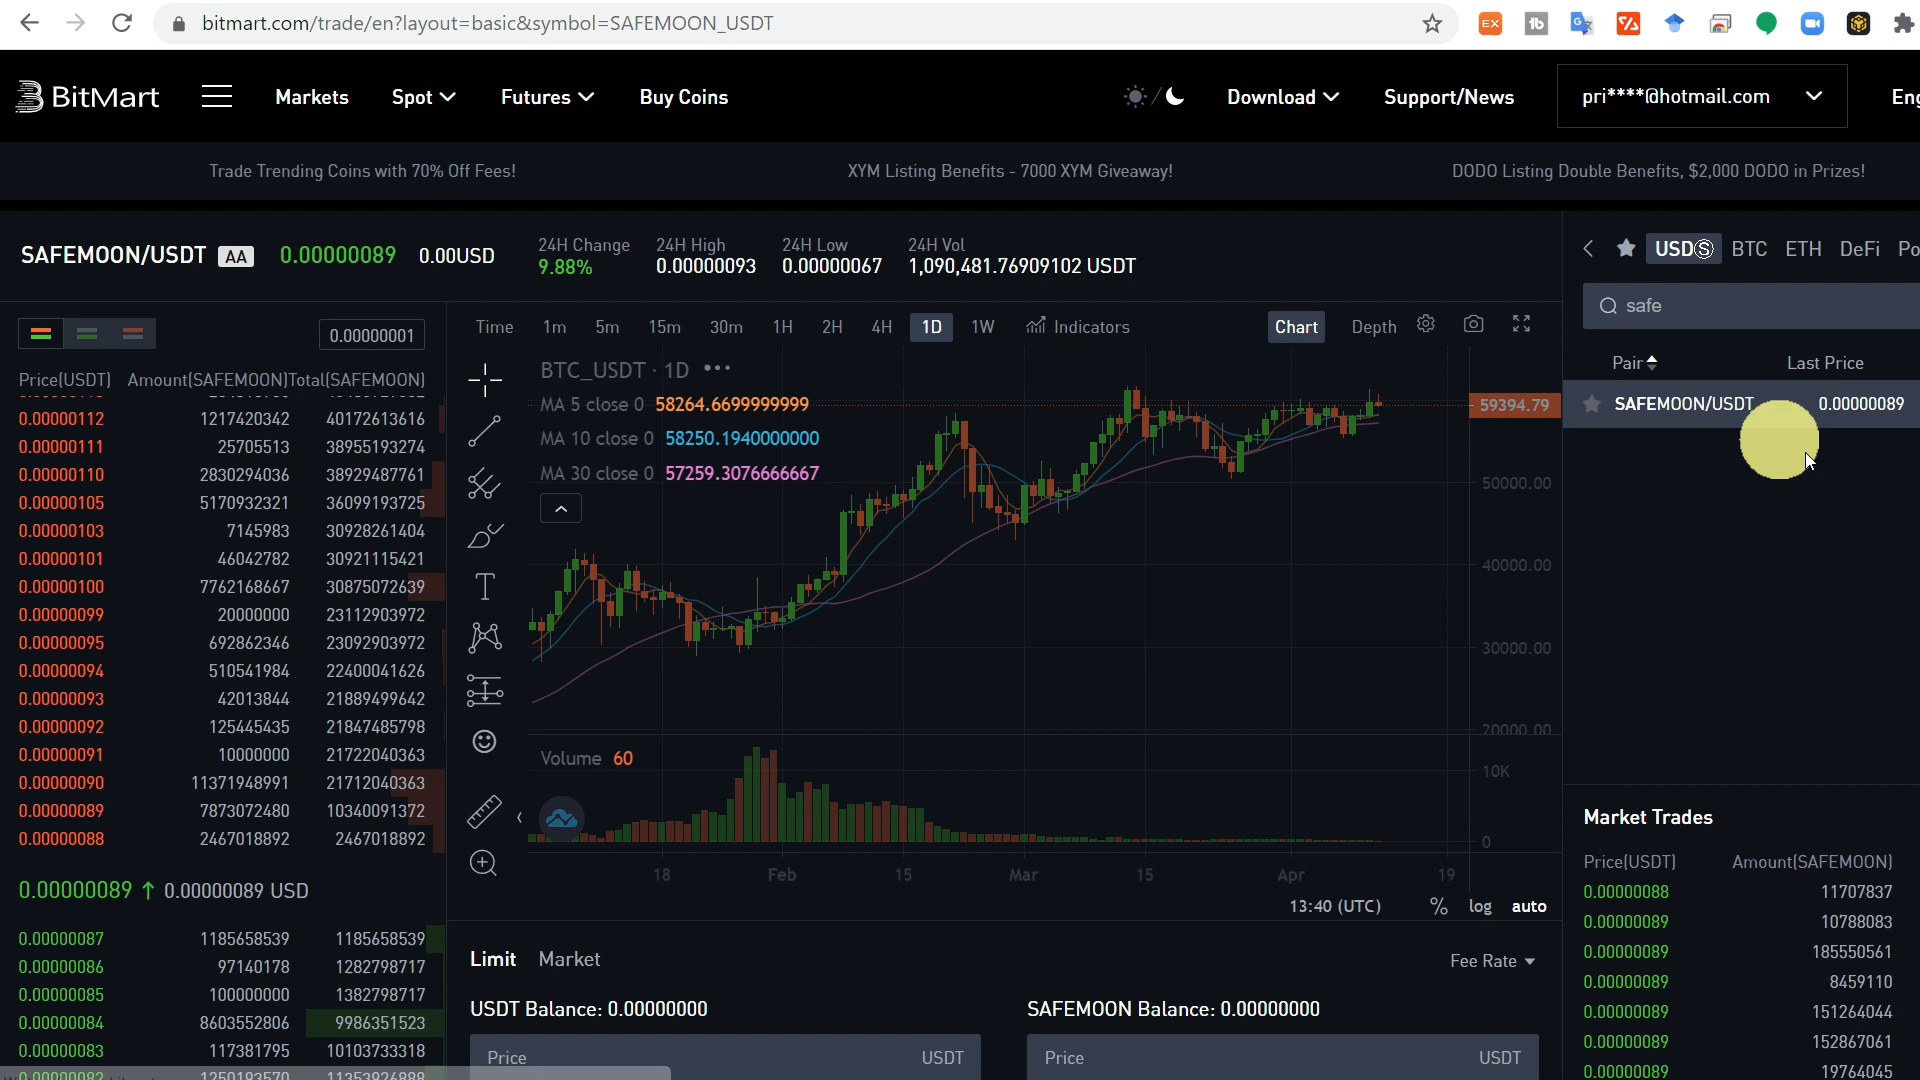 bitmart.com/trade/en?layout=basic&symbol=SAFEMOON_USDT
BitMart Markets Spot Futures Buy Coins Download Support/News pri****@hotmail.com Eng
Trade Trending Coins with 70% Off Fees! XYM Listing Benefits - 7000 XYM Giveaway! DODO Listing Double Benefits, $2,000 DODO in Prizes!
SAFEMOON/USDT AA 0.00000089 0.00USD
24H Change 24H High 24H Low 24H Vol
9.88% 0.00000093 0.00000067 1,090,481.76909102 USDT
USDⓈ BTC ETH DeFi Po
safe
Pair Last Price
SAFEMOON/USDT 0.00000089
0.00000001
Price(USDT) Amount(SAFEMOON) Total(SAFEMOON)
0.00000112 1217420342 40172613616
0.00000111 25705513 38955193274
0.00000110 2830294036 38929487761
0.00000105 5170932321 36099193725
0.00000103 7145983 30928261404
0.00000101 46042782 30921115421
0.00000100 7762168667 30875072639
0.00000099 20000000 23112903972
0.00000095 692862346 23092903972
0.00000094 510541984 22400041626
0.00000093 42013844 21889499642
0.00000092 125445435 21847485798
0.00000091 10000000 21722040363
0.00000090 11371948991 21712040363
0.00000089 7873072480 10340091372
0.00000088 2467018892 2467018892
0.00000089 ↑ 0.00000089 USD
0.00000087 1185658539 1185658539
0.00000086 97140178 1282798717
0.00000085 100000000 1382798717
0.00000084 8603552806 9986351523
0.00000083 117381795 10103733318
Time 1m 5m 15m 30m 1H 2H 4H 1D 1W Indicators Chart Depth
BTC_USDT · 1D •••
MA 5 close 0 58264.6699999999
MA 10 close 0 58250.1940000000
MA 30 close 0 57259.3076666667
59394.79
50000.00
40000.00
30000.00
20000.00
Volume 60
10K
0
18 Feb 15 Mar 15 Apr 19
13:40 (UTC) % log auto
Limit Market Fee Rate
USDT Balance: 0.00000000 SAFEMOON Balance: 0.00000000
Price USDT Price USDT
Market Trades
Price(USDT) Amount(SAFEMOON)
0.00000088 11707837
0.00000089 10788083
0.00000089 185550561
0.00000089 8459110
0.00000089 151264044
0.00000089 152867061
0.00000089 19764045